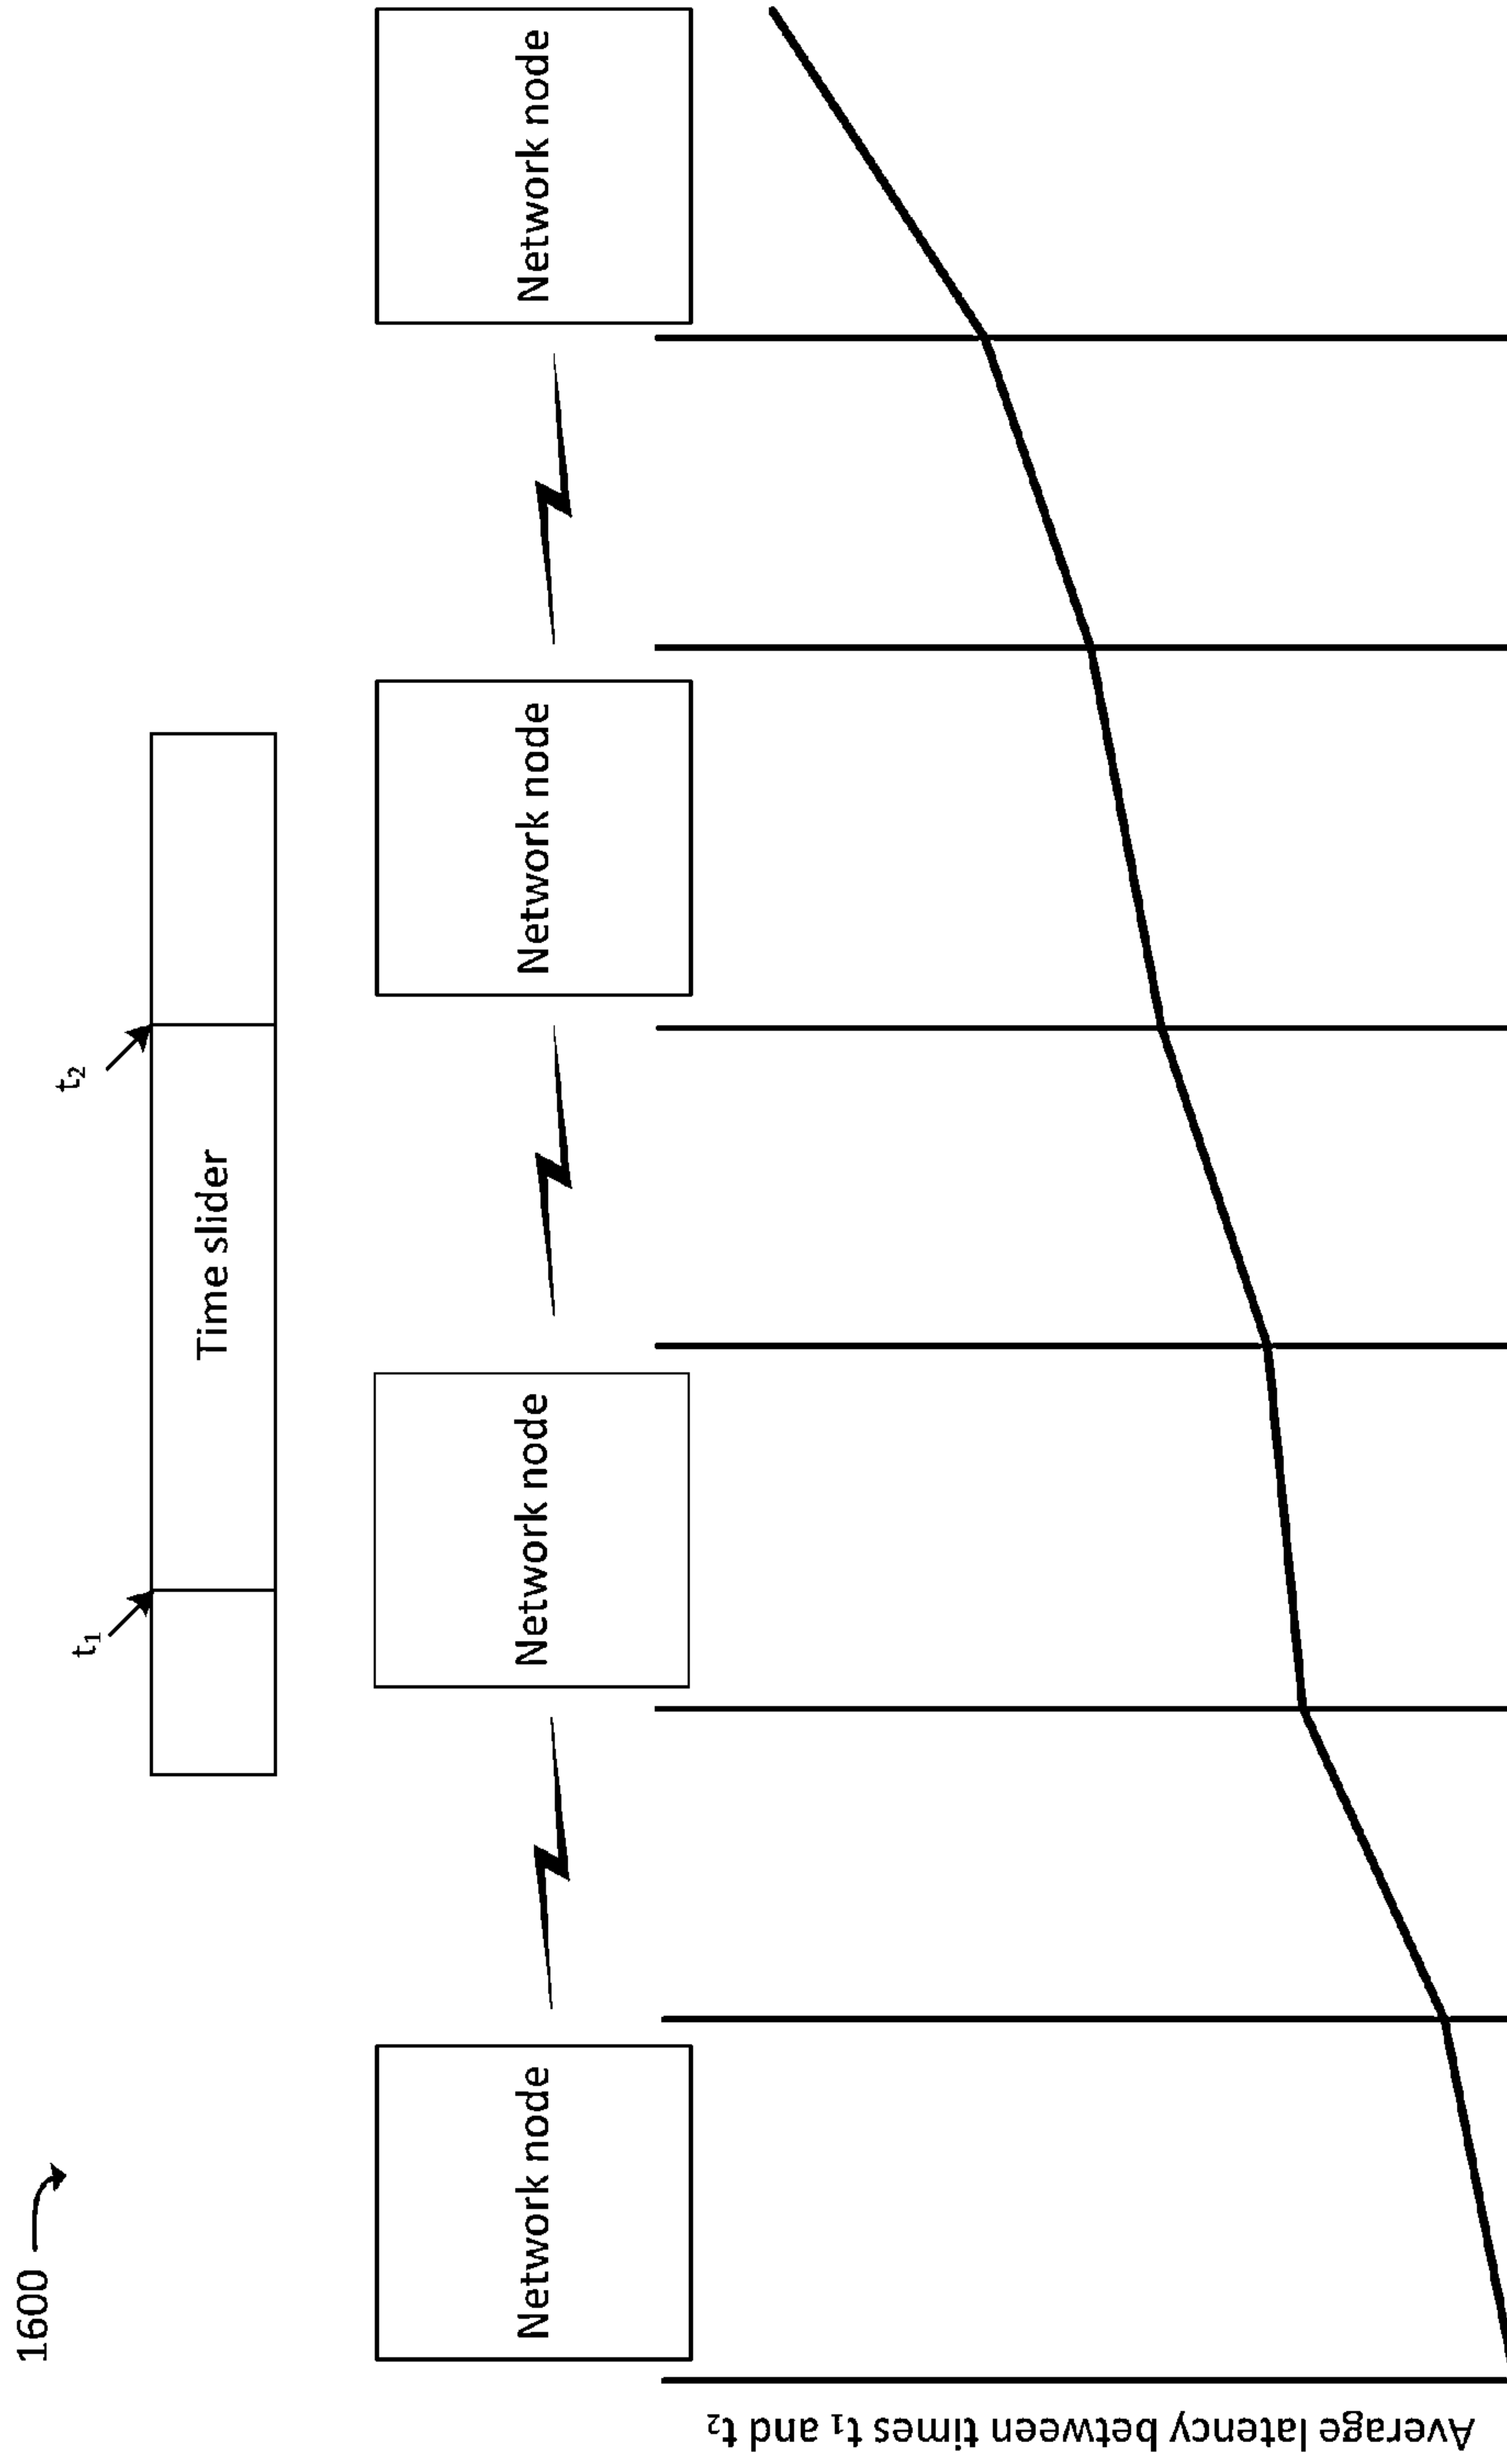 1600
t₁
t₂
Time slider
Network node
Network node
Network node
Network node
Average latency between times t₁ and t₂